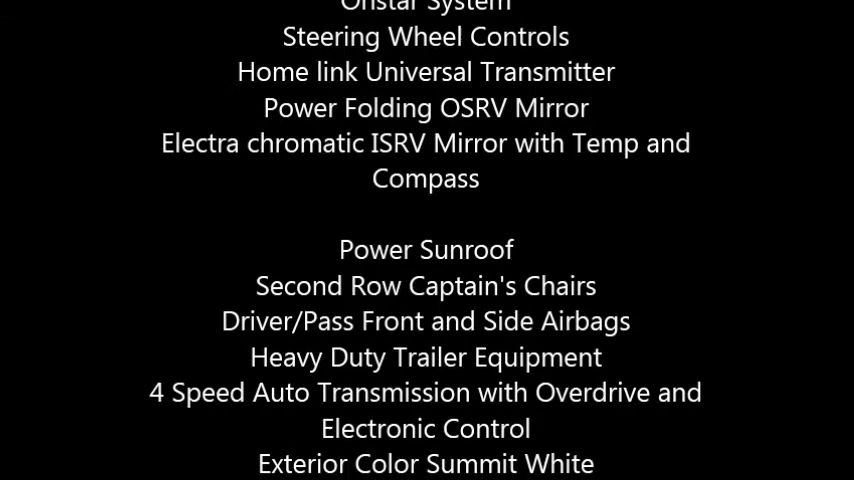 Onstar System
Steering Wheel Controls
Home link Universal Transmitter
Power Folding OSRV Mirror
Electra chromatic ISRV Mirror with Temp and
Compass
Power Sunroof
Second Row Captain's Chairs
Driver/Pass Front and Side Airbags
Heavy Duty Trailer Equipment
4 Speed Auto Transmission with Overdrive and
Electronic Control
Exterior Color Summit White